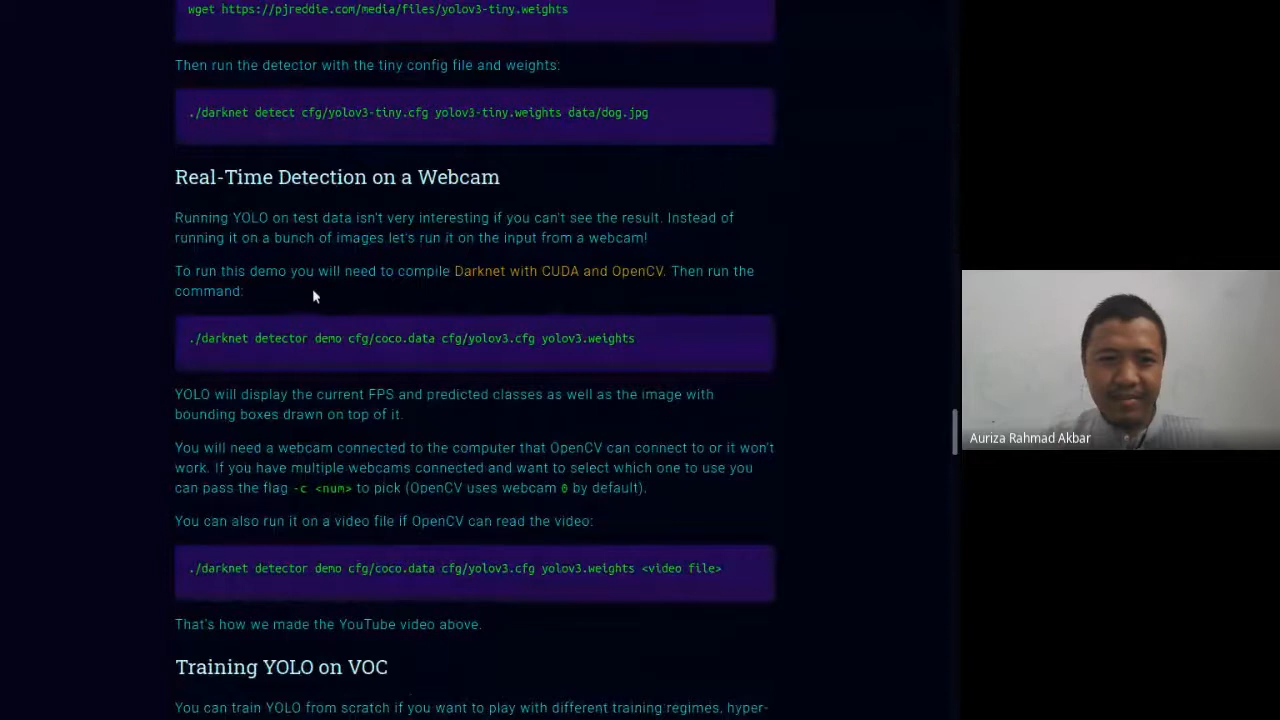 wget https://pjreddie.com/media/files/yolov3-tiny.weights
Then run the detector with the tiny config file and weights:
./darknet detect cfg/yolov3-tiny.cfg yolov3-tiny.weights data/dog.jpg
Real-Time Detection on a Webcam
Running YOLO on test data isn't very interesting if you can't see the result. Instead of
running it on a bunch of images let's run it on the input from a webcam!
To run this demo you will need to compile Darknet with CUDA and OpenCV. Then run the
command:
./darknet detector demo cfg/coco.data cfg/yolov3.cfg yolov3.weights
YOLO will display the current FPS and predicted classes as well as the image with
bounding boxes drawn on top of it.
You will need a webcam connected to the computer that OpenCV can connect to or it won't
work. If you have multiple webcams connected and want to select which one to use you
can pass the flag -c <num> to pick (OpenCV uses webcam 0 by default).
You can also run it on a video file if OpenCV can read the video:
./darknet detector demo cfg/coco.data cfg/yolov3.cfg yolov3.weights <video file>
That's how we made the YouTube video above.
Training YOLO on VOC
You can train YOLO from scratch if you want to play with different training regimes, hyper-
Auriza Rahmad Akbar